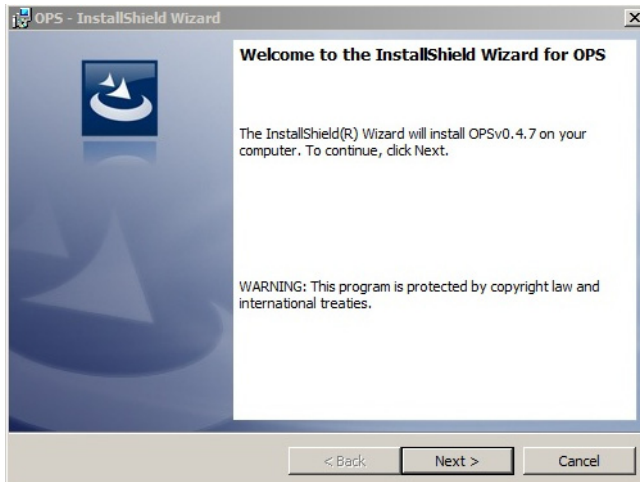 OPS - InstallShield Wizard
Welcome to the InstallShield Wizard for OPS
The InstallShield(R) Wizard will install OPSv0.4.7 on your
computer. To continue, click Next.
WARNING: This program is protected by copyright law and
international treaties.
< Back
Next >
Cancel